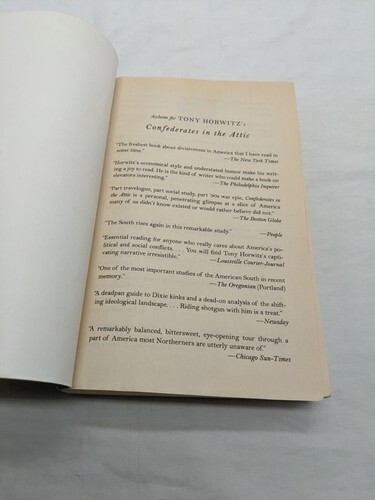 Acclaim for TONY HORWITZ's
Confederates in the Attic
"The freshest book about divisiveness in America that I have read in
some time."
—The New York Times
"Horwitz's economical style and understated humor make his writ-
ing a joy to read. He is the kind of writer who could make a book on
elevators interesting."
—The Philadelphia Inquirer
"Part travelogue, part social study, part 'too war epic, Confederates in
the Attic is a personal, penetrating glimpse at a slice of America
many of us didn't know existed or would rather believe did not."
—The Boston Globe
"The South rises again in this remarkable study."
—People
"Essential reading for anyone who really cares about America's po-
litical and social conflicts. . . . You will find Tony Horwitz's capti-
vating narrative irresistible."
—Louisville Courier-Journal
"One of the most important studies of the American South in recent
memory."
—The Oregonian (Portland)
"A deadpan guide to Dixie kinks and a dead-on analysis of the shift-
ing ideological landscape. . . . Riding shotgun with him is a treat."
—Newsday
"A remarkably balanced, bittersweet, eye-opening tour through a
part of America most Northerners are utterly unaware of."
—Chicago Sun-Times